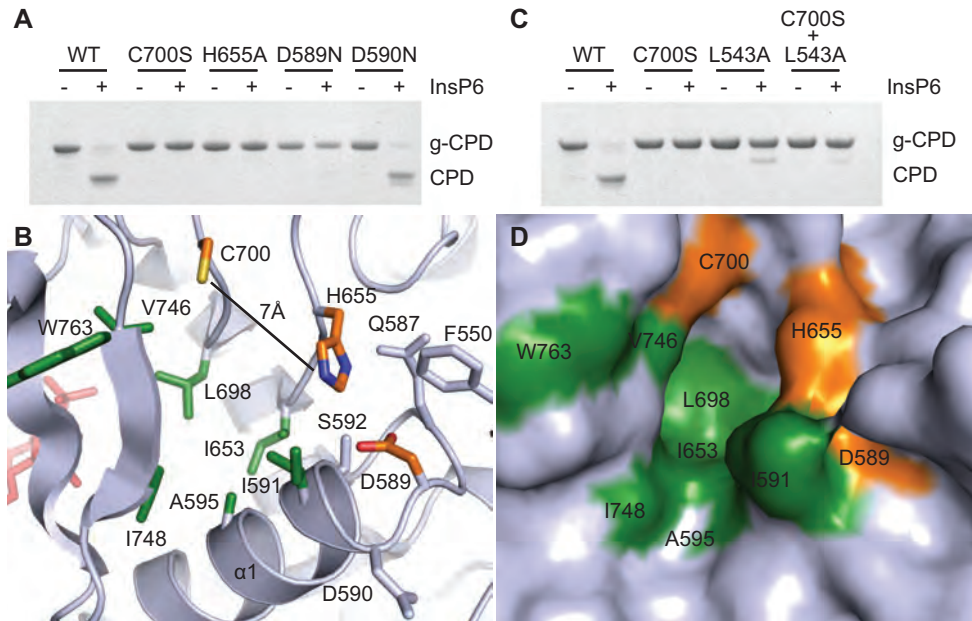 A
WT C700S H655A D589N D590N
- + - + - + - + - + InsP6
g-CPD
CPD
B
C700
V746
7Å
H655
W763
Q587
F550
L698
S592
I653
I591
D589
A595
I748
α1
D590
C
C700S
+
WT C700S L543A L543A
- + - + - + - + InsP6
g-CPD
CPD
D
C700
V746
H655
W763
L698
I653
D589
I591
I748
A595